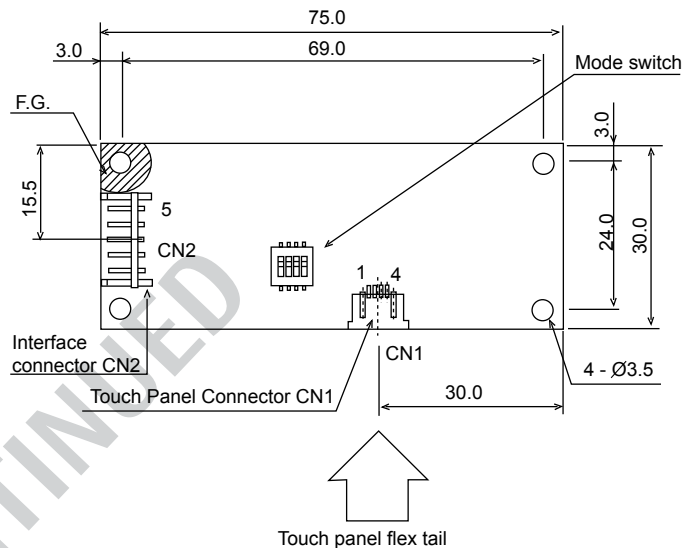 75.0
3.0
69.0
Mode switch
F.G.
3.0
15.5
5
CN2
24.0
30.0
1 4
Interface
connector CN2
CN1
4 - Ø3.5
Touch Panel Connector CN1
30.0
Touch panel flex tail
TINUED